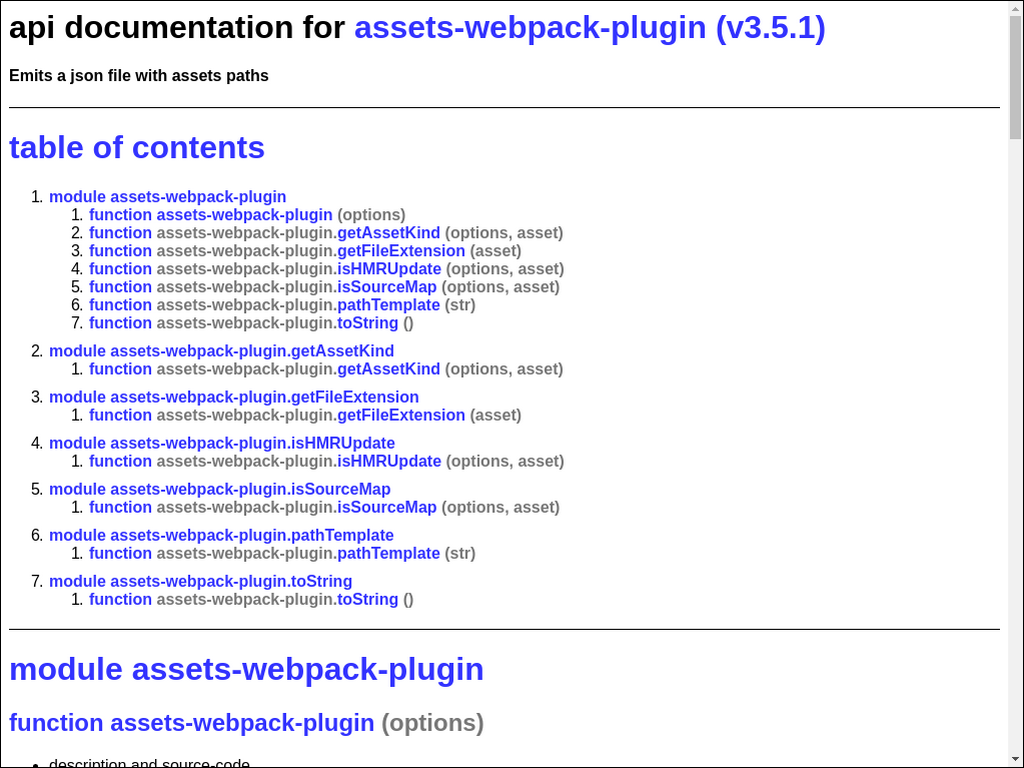 api documentation for assets-webpack-plugin (v3.5.1)
Emits a json file with assets paths
table of contents
1. module assets-webpack-plugin
1. function assets-webpack-plugin (options)
2. function assets-webpack-plugin.getAssetKind (options, asset)
3. function assets-webpack-plugin.getFileExtension (asset)
4. function assets-webpack-plugin.isHMRUpdate (options, asset)
5. function assets-webpack-plugin.isSourceMap (options, asset)
6. function assets-webpack-plugin.pathTemplate (str)
7. function assets-webpack-plugin.toString ()
2. module assets-webpack-plugin.getAssetKind
1. function assets-webpack-plugin.getAssetKind (options, asset)
3. module assets-webpack-plugin.getFileExtension
1. function assets-webpack-plugin.getFileExtension (asset)
4. module assets-webpack-plugin.isHMRUpdate
1. function assets-webpack-plugin.isHMRUpdate (options, asset)
5. module assets-webpack-plugin.isSourceMap
1. function assets-webpack-plugin.isSourceMap (options, asset)
6. module assets-webpack-plugin.pathTemplate
1. function assets-webpack-plugin.pathTemplate (str)
7. module assets-webpack-plugin.toString
1. function assets-webpack-plugin.toString ()
module assets-webpack-plugin
function assets-webpack-plugin (options)
• description and source-code